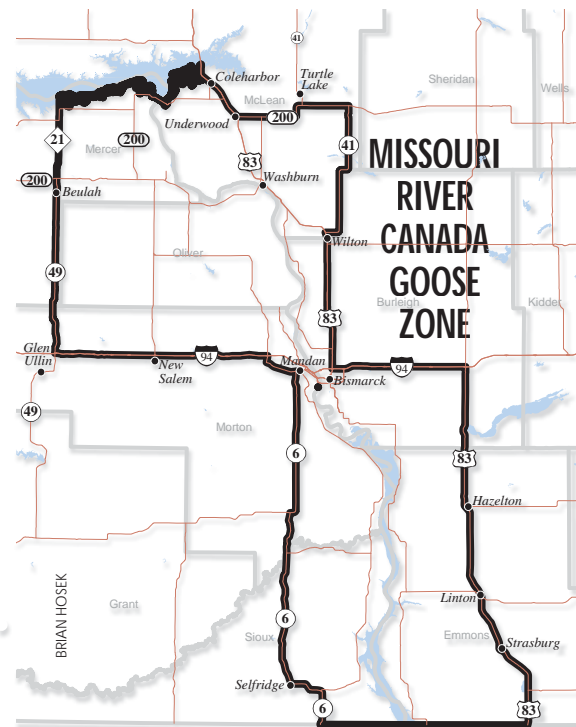 41
Coleharbor
Turtle
Lake
Sheridan
Wells
McLean
Underwood
200
21
Mercer
200
83
41
MISSOURI
RIVER
CANADA
GOOSE
ZONE
200
Beulah
Washburn
Oliver
Wilton
49
Burleigh
Kidder
83
Glen
Ullin
94
New
Salem
Mandan
94
Bismarck
49
Morton
6
83
Hazelton
BRIAN HOSEK
Grant
Linton
6
Sioux
Emmons
Strasburg
Selfridge
6
83